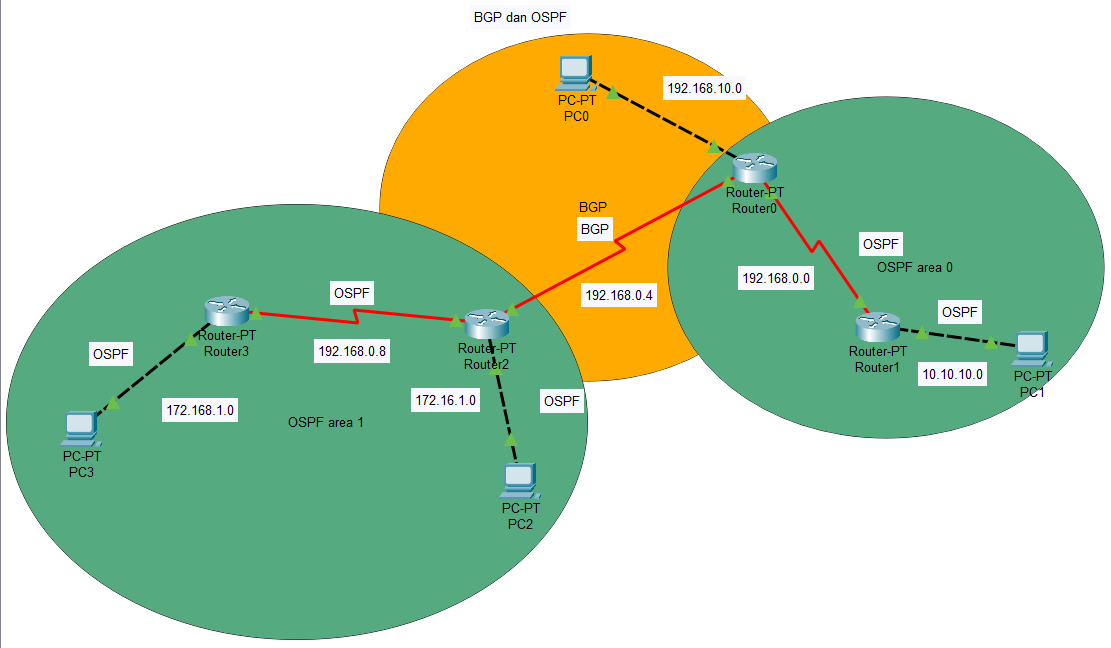 BGP dan OSPF
PC-PT
PC0
192.168.10.0
Router-PT
Router0
BGP
BGP
OSPF
OSPF area 0
192.168.0.0
192.168.0.4
OSPF
OSPF
Router-PT
Router3
192.168.0.8
Router-PT
Router2
Router-PT
Router1
10.10.10.0
PC-PT
PC1
OSPF
172.168.1.0
172.16.1.0
OSPF
OSPF area 1
PC-PT
PC3
PC-PT
PC2